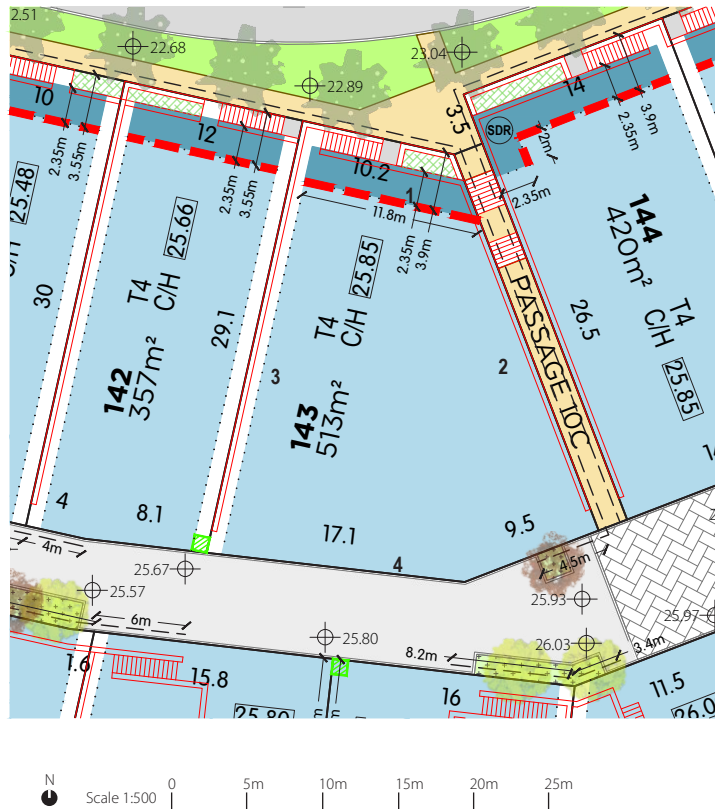 2.51
22.68
22.89
23.04
10
12
10.2
14
3.5
SDR
2m
2.35m
3.55m
2.35m
3.55m
2.35m
3.9m
2.35m
3.9m
2.35m
1
11.8m
25.48
C/H
30
T4
C/H
25.66
142
357m²
29.1
T4
C/H
25.85
143
513m²
3
2
PASSAGE 10C
26.5
144
420m²
T4
C/H
25.85
4
8.1
17.1
4
9.5
4m
25.67
25.57
6m
25.80
4.5m
25.93
26.03
25.97
8.2m
3.4m
1.6
15.8
25.80
16
11.5
26.0
N
Scale 1:500
0
5m
10m
15m
20m
25m